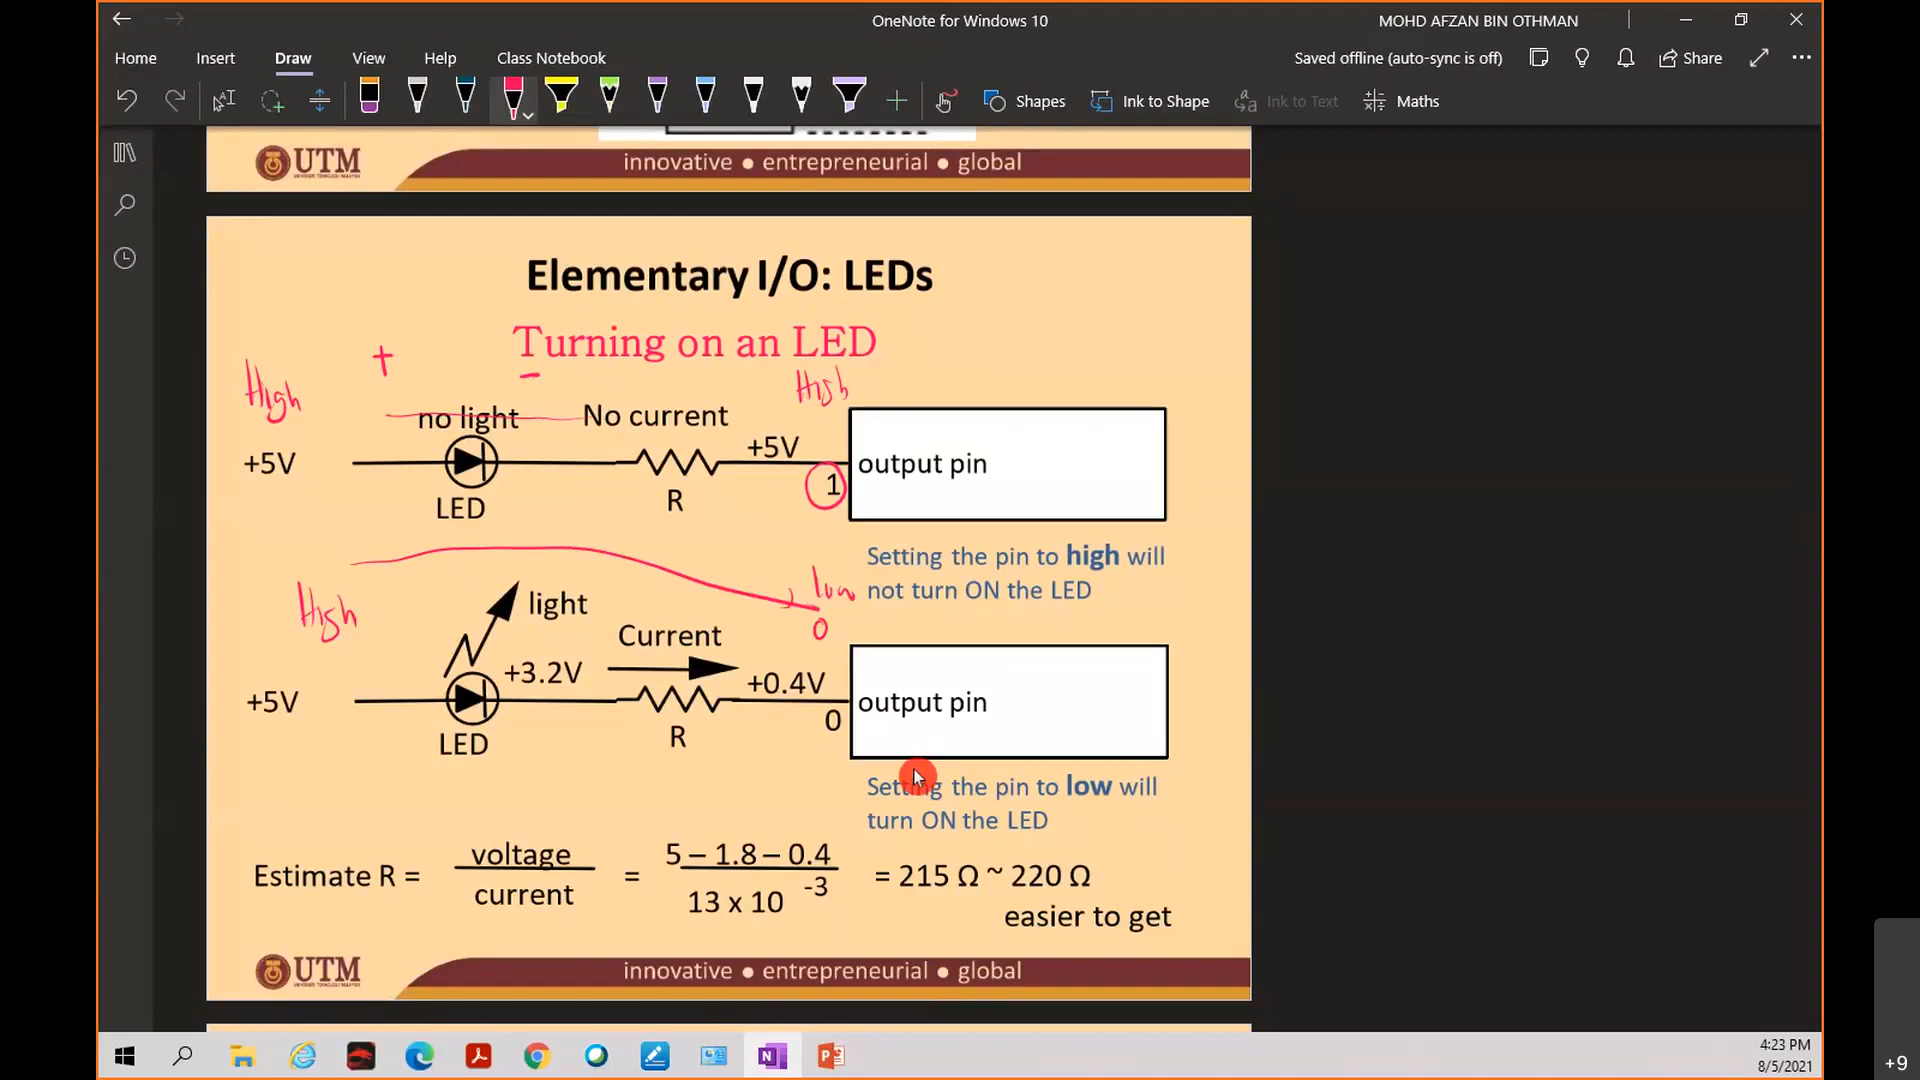 OneNote for Windows 10
MOHD AFZAN BIN OTHMAN
Home Insert Draw View Help Class Notebook
Saved offline (auto-sync is off) Share
Shapes Ink to Shape Ink to Text Maths
UTM
innovative ● entrepreneurial ● global
Elementary I/O: LEDs
Turning on an LED
High
+
-
High
no light No current
+5V
+5V
1
output pin
LED
R
Setting the pin to high will
not turn ON the LED
High
low
0
light
Current
+3.2V
+0.4V
+5V
0
output pin
LED
R
Setting the pin to low will
turn ON the LED
Estimate R = voltage / current = 5 – 1.8 – 0.4 / 13 x 10 -3 = 215 Ω ~ 220 Ω
easier to get
UTM
innovative ● entrepreneurial ● global
4:23 PM
8/5/2021
+9